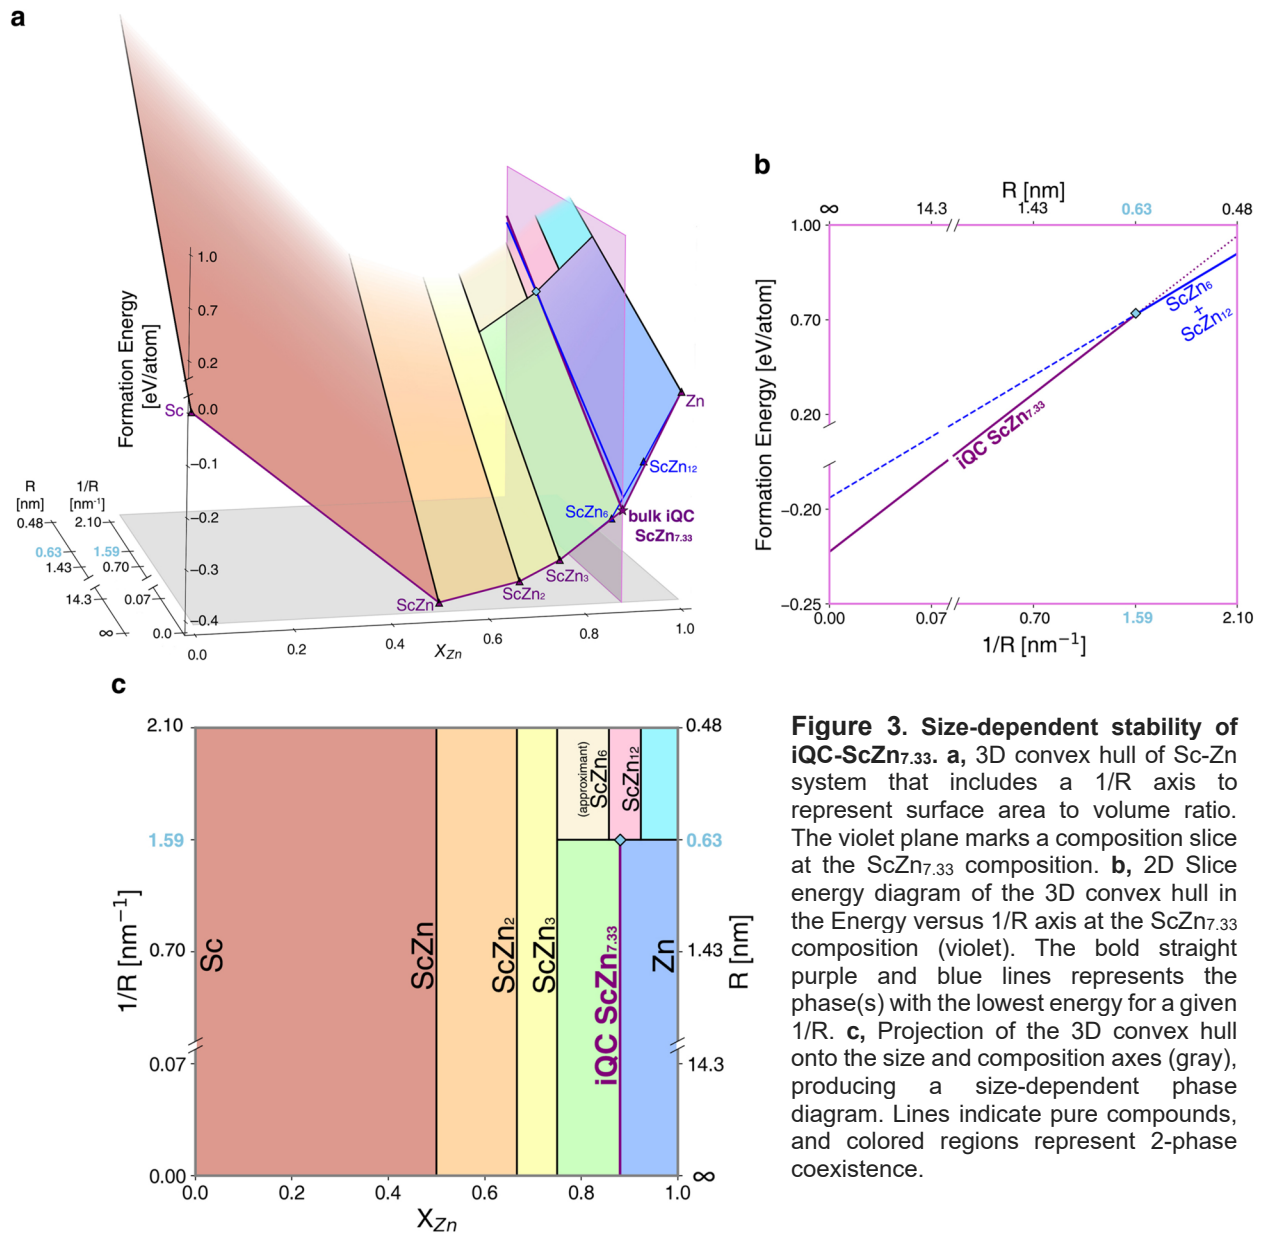 a
Formation Energy
[eV/atom]
1.0
0.7
0.2
0.0
−0.1
−0.2
−0.3
−0.4
Sc
ScZn
ScZn2
ScZn3
ScZn6
ScZn12
Zn
bulk iQC
ScZn7.33
R
[nm]
1/R
[nm-1]
0.48
2.10
0.63
1.59
1.43
0.70
14.3
0.07
∞
0.0
0.0
0.2
0.4
0.6
0.8
1.0
XZn
b
R [nm]
∞
14.3
1.43
0.63
0.48
Formation Energy [eV/atom]
1.00
0.70
0.20
−0.20
−0.25
ScZn6
+
ScZn12
iQC ScZn7.33
0.00
0.07
0.70
1.59
2.10
1/R [nm−1]
c
1/R [nm−1]
2.10
1.59
0.70
0.07
0.00
Sc
ScZn
ScZn2
ScZn3
(approximant)
ScZn6
ScZn12
iQC ScZn7.33
Zn
0.48
0.63
1.43
14.3
∞
R [nm]
0.0
0.2
0.4
0.6
0.8
1.0
XZn
Figure 3. Size-dependent stability of
iQC-ScZn7.33. a, 3D convex hull of Sc-Zn
system that includes a 1/R axis to
represent surface area to volume ratio.
The violet plane marks a composition slice
at the ScZn7.33 composition. b, 2D Slice
energy diagram of the 3D convex hull in
the Energy versus 1/R axis at the ScZn7.33
composition (violet). The bold straight
purple and blue lines represents the
phase(s) with the lowest energy for a given
1/R. c, Projection of the 3D convex hull
onto the size and composition axes (gray),
producing a size-dependent phase
diagram. Lines indicate pure compounds,
and colored regions represent 2-phase
coexistence.